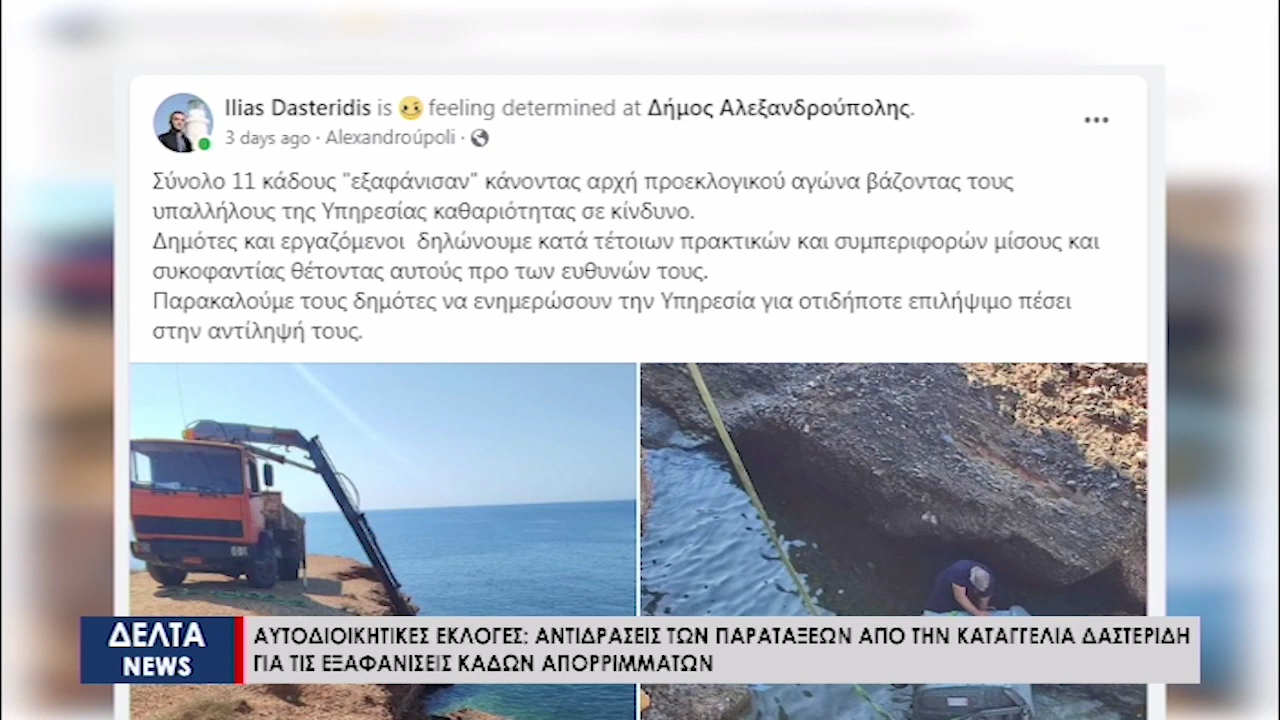 Ilias Dasteridis is feeling determined at Δήμος Αλεξανδρούπολης.
3 days ago · Alexandroúpoli ·
Σύνολο 11 κάδους "εξαφάνισαν" κάνοντας αρχή προεκλογικού αγώνα βάζοντας τους
υπαλλήλους της Υπηρεσίας καθαριότητας σε κίνδυνο.
Δημότες και εργαζόμενοι δηλώνουμε κατά τέτοιων πρακτικών και συμπεριφορών μίσους και
συκοφαντίας θέτοντας αυτούς προ των ευθυνών τους.
Παρακαλούμε τους δημότες να ενημερώσουν την Υπηρεσία για οτιδήποτε επιλήψιμο πέσει
στην αντίληψή τους.
ΔΕΛΤΑ
NEWS
ΑΥΤΟΔΙΟΙΚΗΤΙΚΕΣ ΕΚΛΟΓΕΣ: ΑΝΤΙΔΡΑΣΕΙΣ ΤΩΝ ΠΑΡΑΤΑΞΕΩΝ ΑΠΟ ΤΗΝ ΚΑΤΑΓΓΕΛΙΑ ΔΑΣΤΕΡΙΔΗ
ΓΙΑ ΤΙΣ ΕΞΑΦΑΝΙΣΕΙΣ ΚΑΔΩΝ ΑΠΟΡΡΙΜΜΑΤΩΝ